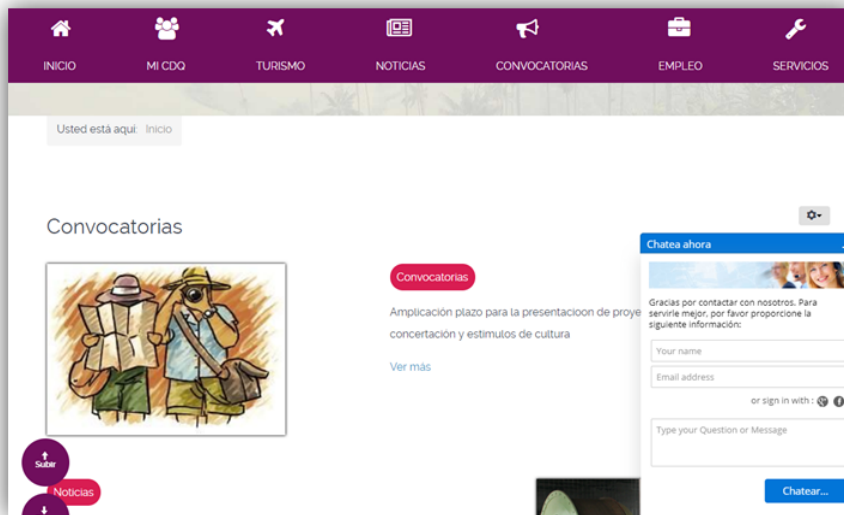 INICIO
MI CDQ
TURISMO
NOTICIAS
CONVOCATORIAS
EMPLEO
SERVICIOS
Usted está aquí: Inicio
Convocatorias
Convocatorias
Amplicación plazo para la presentacioon de proye
concertación y estimulos de cultura
Ver más
Chatea ahora
Gracias por contactar con nosotros. Para
servirle mejor, por favor proporcione la
siguiente información:
Your name
Email address
or sign in with :
Type your Question or Message
Chatear...
Subir
Noticias